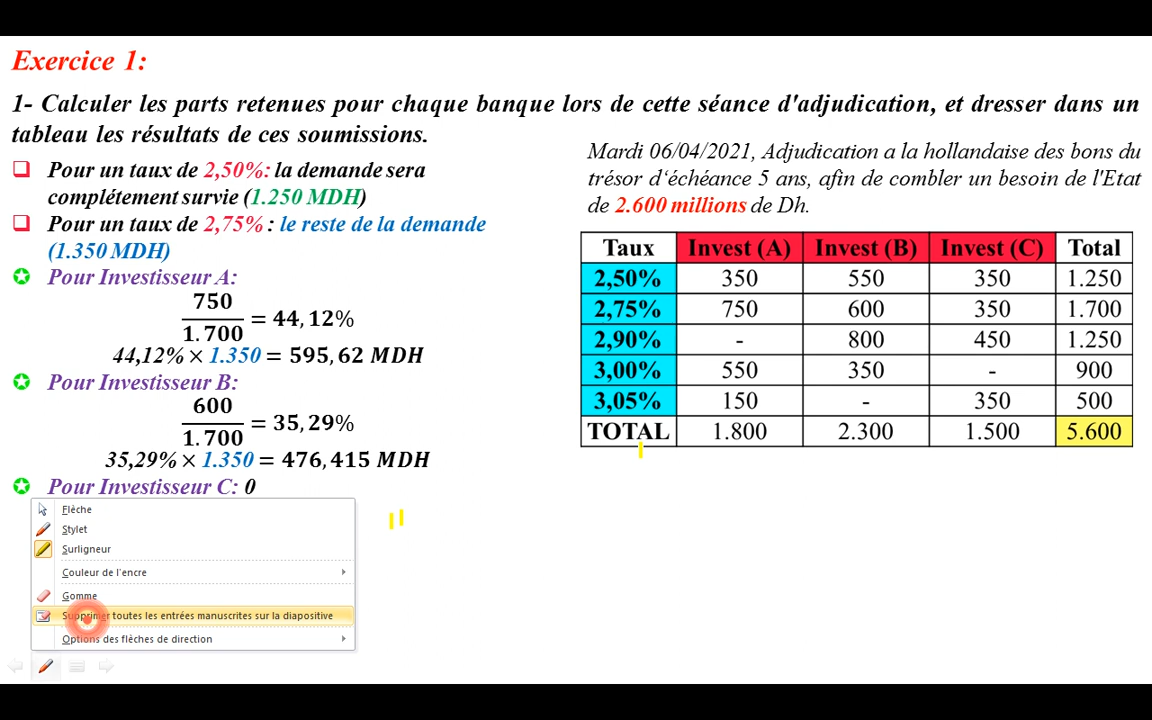 Exercice 1:
1- Calculer les parts retenues pour chaque banque lors de cette séance d'adjudication, et dresser dans un
tableau les résultats de ces soumissions.
Pour un taux de 2,50%: la demande sera
complétement survie (1.250 MDH)
Pour un taux de 2,75% : le reste de la demande
(1.350 MDH)
Pour Investisseur A:
750
1.700
= 44,12%
44,12% × 1.350 = 595,62 MDH
Pour Investisseur B:
600
1.700
= 35,29%
35,29% × 1.350 = 476,415 MDH
Pour Investisseur C: 0
Flèche
Stylet
Surligneur
Couleur de l'encre
Gomme
Supprimer toutes les entrées manuscrites sur la diapositive
Options des flèches de direction
Mardi 06/04/2021, Adjudication a la hollandaise des bons du
trésor d‘échéance 5 ans, afin de combler un besoin de l'Etat
de 2.600 millions de Dh.
Taux Invest (A) Invest (B) Invest (C) Total
2,50% 350 550 350 1.250
2,75% 750 600 350 1.700
2,90% - 800 450 1.250
3,00% 550 350 - 900
3,05% 150 - 350 500
TOTAL 1.800 2.300 1.500 5.600